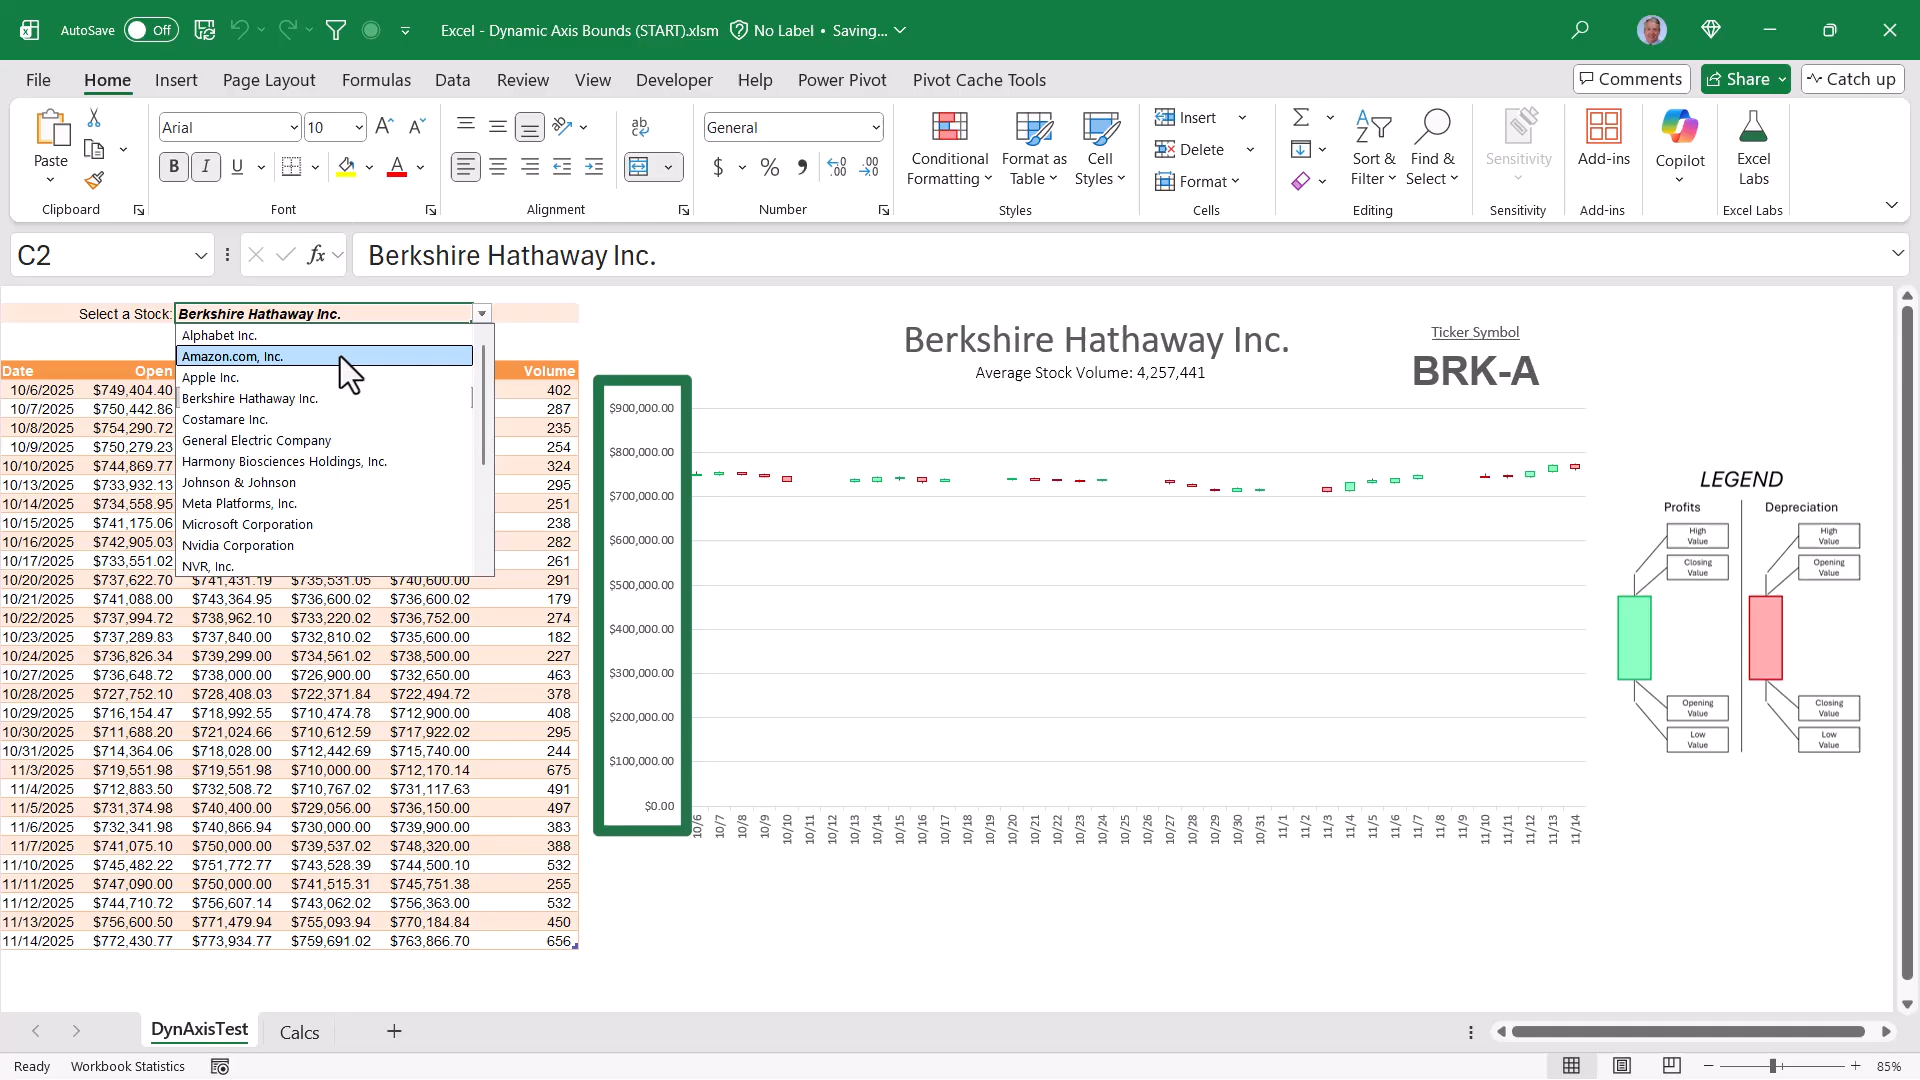 AutoSave Off Excel - Dynamic Axis Bounds (START).xlsm No Label • Saving...
File Home Insert Page Layout Formulas Data Review View Developer Help Power Pivot Pivot Cache Tools Comments Share Catch up
Paste
Clipboard
Arial 10
B I U A
Font
ab
Alignment
General
$ % , .00 .00
Number
Conditional Formatting
Format as Table
Cell Styles
Styles
Insert
Delete
Format
Cells
Sort & Filter
Find & Select
Editing
Sensitivity
Sensitivity
Add-ins
Add-ins
Copilot
Excel Labs
Excel Labs
C2 fx Berkshire Hathaway Inc.
Select a Stock: Berkshire Hathaway Inc.
Alphabet Inc.
Amazon.com, Inc.
Apple Inc.
Berkshire Hathaway Inc.
Costamare Inc.
General Electric Company
Harmony Biosciences Holdings, Inc.
Johnson & Johnson
Meta Platforms, Inc.
Microsoft Corporation
Nvidia Corporation
NVR, Inc.
Date Open Volume
10/6/2025 $749,404.40 402
10/7/2025 $750,442.86 287
10/8/2025 $754,290.72 235
10/9/2025 $750,279.23 254
10/10/2025 $744,869.77 324
10/13/2025 $733,932.13 295
10/14/2025 $734,558.95 251
10/15/2025 $741,175.06 238
10/16/2025 $742,905.03 282
10/17/2025 $733,551.02 261
10/20/2025 $737,622.70 $741,431.19 $735,531.05 $740,600.00 291
10/21/2025 $741,088.00 $743,364.95 $736,600.02 $736,600.02 179
10/22/2025 $737,994.72 $738,962.10 $733,220.02 $736,752.00 274
10/23/2025 $737,289.83 $737,840.00 $732,810.02 $735,600.00 182
10/24/2025 $736,826.34 $739,299.00 $734,561.02 $738,500.00 227
10/27/2025 $736,648.72 $738,000.00 $726,900.00 $732,650.00 463
10/28/2025 $727,752.10 $728,408.03 $722,371.84 $722,494.72 378
10/29/2025 $716,154.47 $718,992.55 $710,474.78 $712,900.00 408
10/30/2025 $711,688.20 $721,024.66 $710,612.59 $717,922.02 295
10/31/2025 $714,364.06 $718,028.00 $712,442.69 $715,740.00 244
11/3/2025 $719,551.98 $719,551.98 $710,000.00 $712,170.14 675
11/4/2025 $712,883.50 $732,508.72 $710,767.02 $731,117.63 491
11/5/2025 $731,374.98 $740,400.00 $729,056.00 $736,150.00 497
11/6/2025 $732,341.98 $740,866.94 $730,000.00 $739,900.00 383
11/7/2025 $741,075.10 $750,000.00 $739,537.02 $748,320.00 388
11/10/2025 $745,482.22 $751,772.77 $743,528.39 $744,500.10 532
11/11/2025 $747,090.00 $750,000.00 $741,515.31 $745,751.38 255
11/12/2025 $744,710.72 $756,607.14 $743,062.02 $756,363.00 532
11/13/2025 $756,600.50 $771,479.94 $755,093.94 $770,184.84 450
11/14/2025 $772,430.77 $773,934.77 $759,691.02 $763,866.70 656
Berkshire Hathaway Inc.
Average Stock Volume: 4,257,441
Ticker Symbol
BRK-A
$900,000.00
$800,000.00
$700,000.00
$600,000.00
$500,000.00
$400,000.00
$300,000.00
$200,000.00
$100,000.00
$0.00
10/6 10/7 10/8 10/9 10/10 10/11 10/12 10/13 10/14 10/15 10/16 10/17 10/18 10/19 10/20 10/21 10/22 10/23 10/24 10/25 10/26 10/27 10/28 10/29 10/30 10/31 11/1 11/2 11/3 11/4 11/5 11/6 11/7 11/8 11/9 11/10 11/11 11/12 11/13 11/14
LEGEND
Profits Depreciation
High Value
Closing Value
Opening Value
Low Value
High Value
Opening Value
Closing Value
Low Value
DynAxisTest Calcs
Ready Workbook Statistics 85%